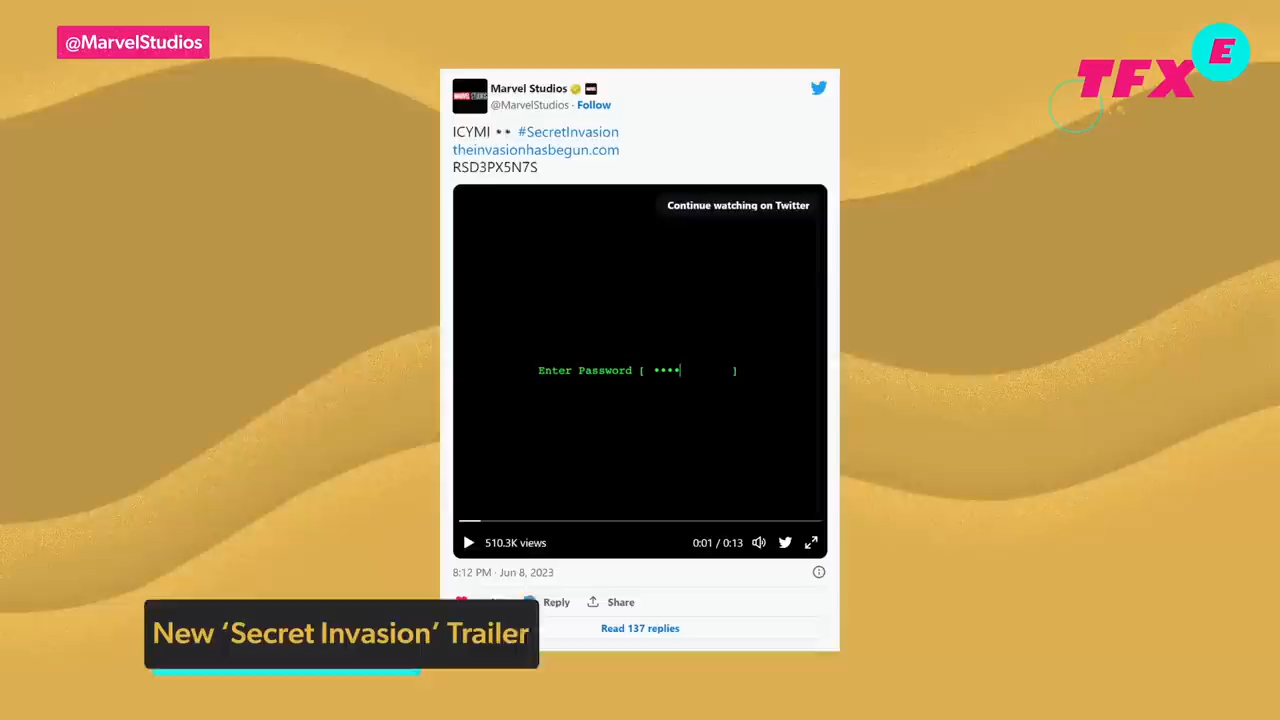 @MarvelStudios
TFX E
Marvel Studios
@MarvelStudios · Follow
ICYMI 👀 #SecretInvasion
theinvasionhasbegun.com
RSD3PX5N7S
Continue watching on Twitter
Enter Password [ •••• ]
510.3K views
0:01 / 0:13
8:12 PM · Jun 8, 2023
Reply
Share
Read 137 replies
New ‘Secret Invasion’ Trailer